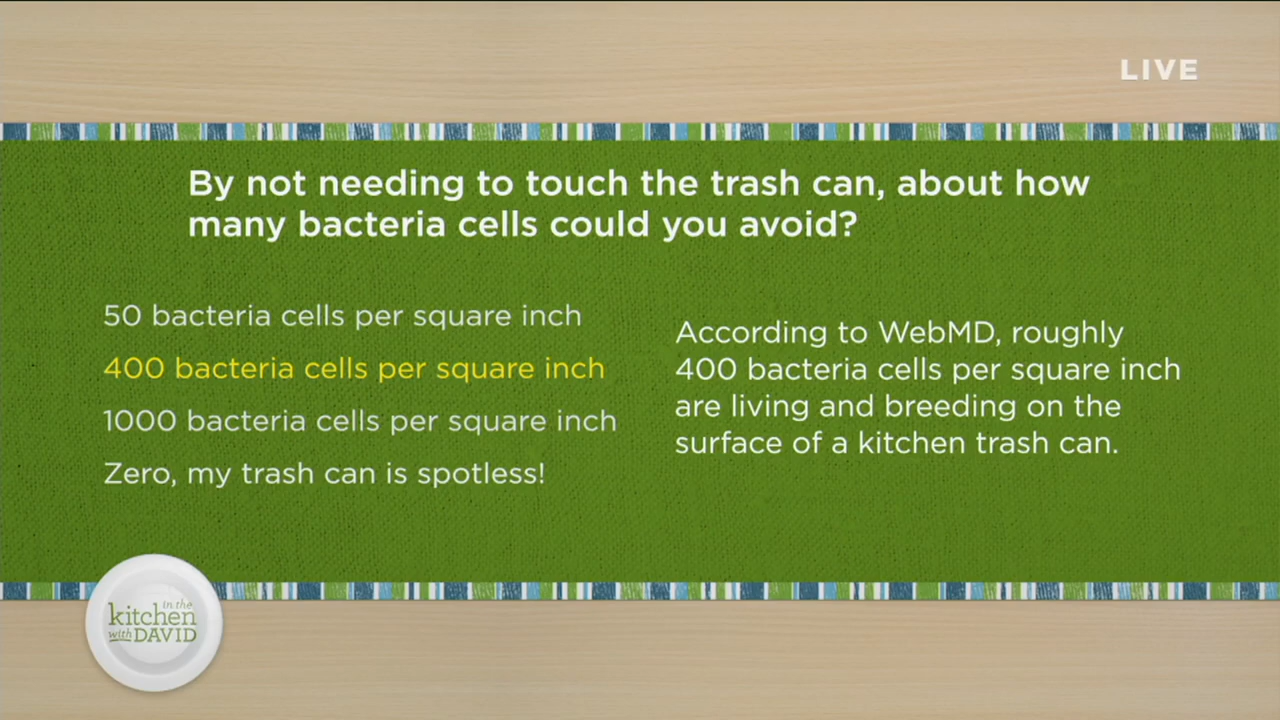 LIVE
By not needing to touch the trash can, about how
many bacteria cells could you avoid?
50 bacteria cells per square inch
400 bacteria cells per square inch
1000 bacteria cells per square inch
Zero, my trash can is spotless!
According to WebMD, roughly
400 bacteria cells per square inch
are living and breeding on the
surface of a kitchen trash can.
in the
kitchen
with DAVID